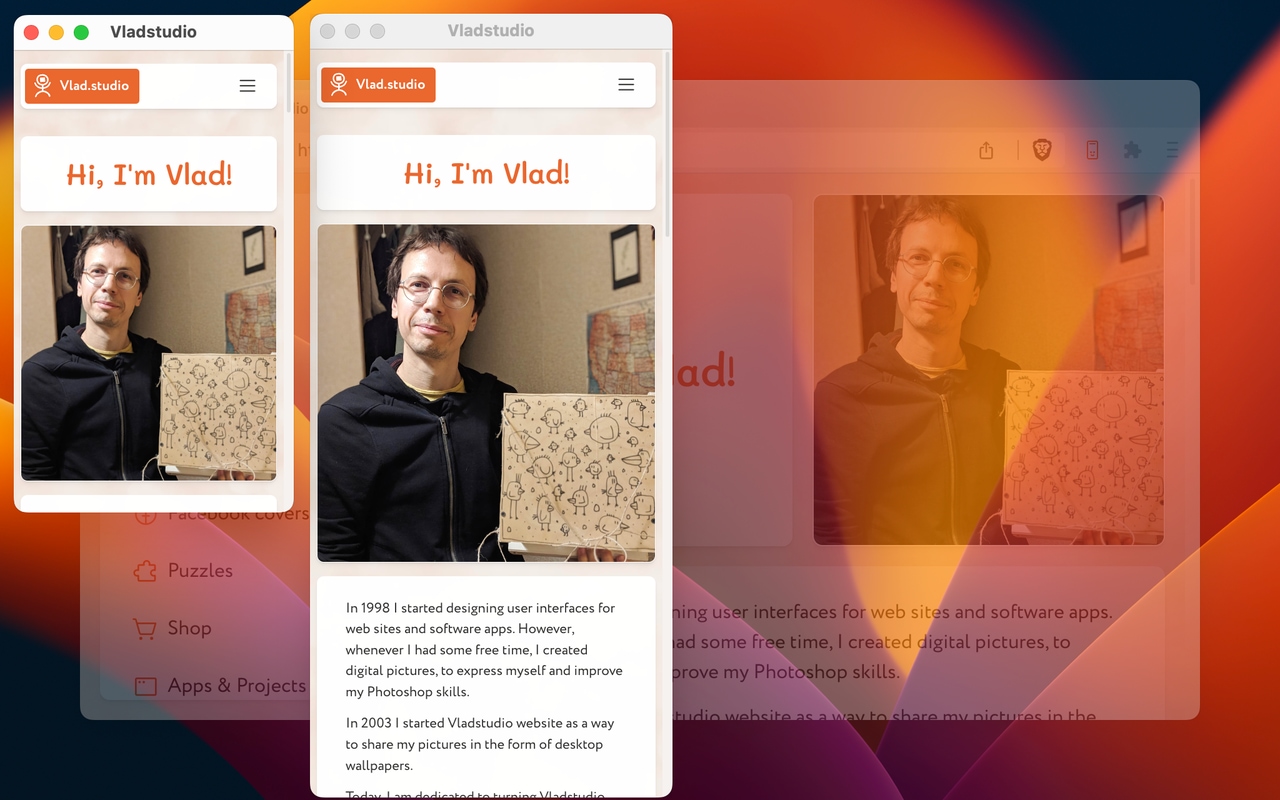 Vladstudio
Vlad.studio
Hi, I'm Vlad!
Vladstudio
Vlad.studio
Hi, I'm Vlad!
In 1998 I started designing user interfaces for
web sites and software apps. However,
whenever I had some free time, I created
digital pictures, to express myself and improve
my Photoshop skills.
In 2003 I started Vladstudio website as a way
to share my pictures in the form of desktop
wallpapers.
Today, I am dedicated to turning Vladstudio
Facebook covers
Puzzles
Shop
Apps & Projects
ad!
ning user interfaces for web sites and software apps.
had some free time, I created digital pictures, to
prove my Photoshop skills.
studio website as a way to share my pictures in the